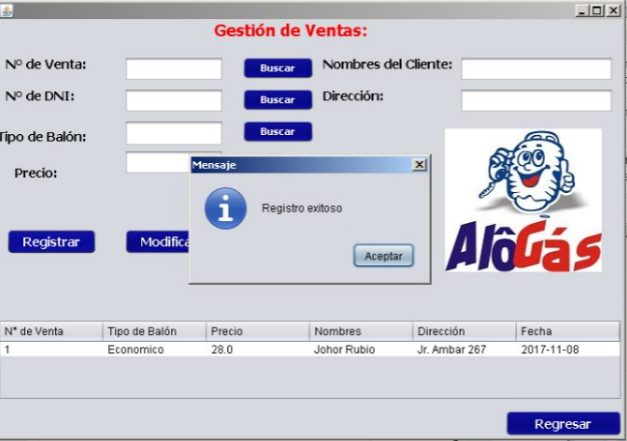 Gestión de Ventas:
Nº de Venta:
Buscar
Nombres del Cliente:
Nº de DNI:
Buscar
Dirección:
Tipo de Balón:
Buscar
Precio:
Mensaje
Registro exitoso
Aceptar
Registrar
Modifica
AlôGás
N° de Venta Tipo de Balón Precio Nombres Dirección Fecha
1 Economico 28.0 Johor Rubio Jr. Ambar 267 2017-11-08
Regresar